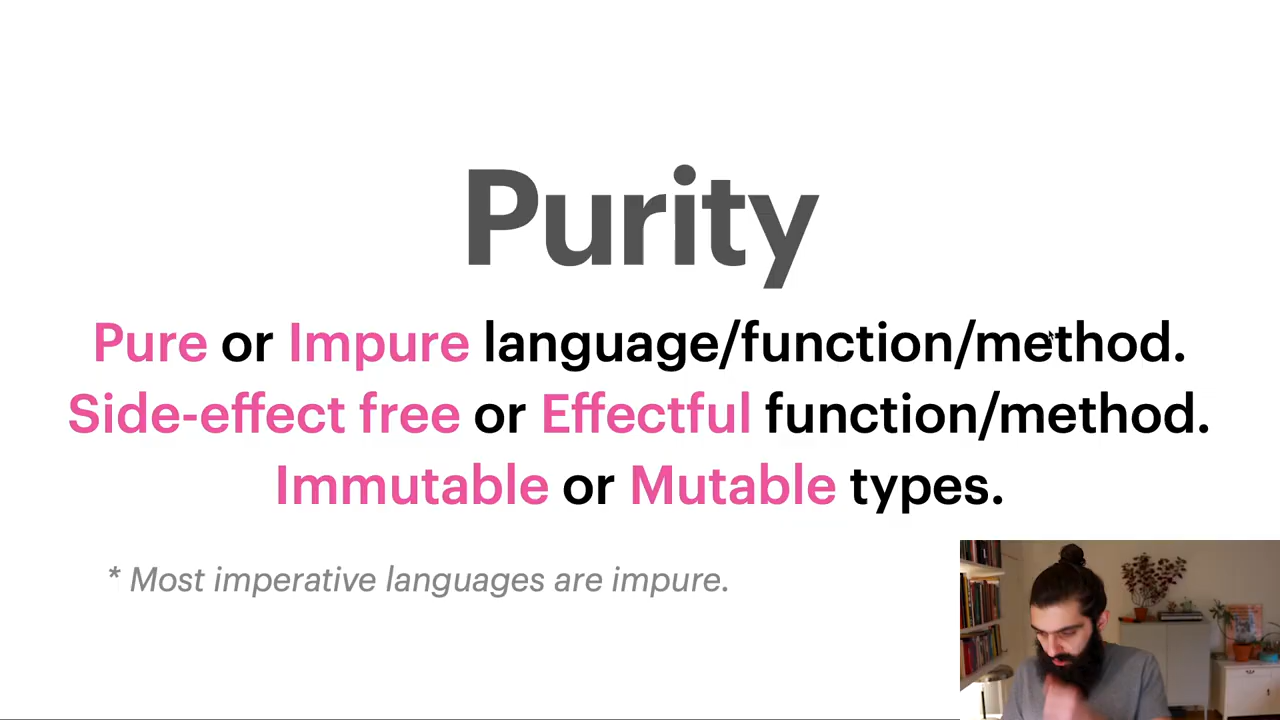 Purity
Pure or Impure language/function/method.
Side-effect free or Effectful function/method.
Immutable or Mutable types.
* Most imperative languages are impure.